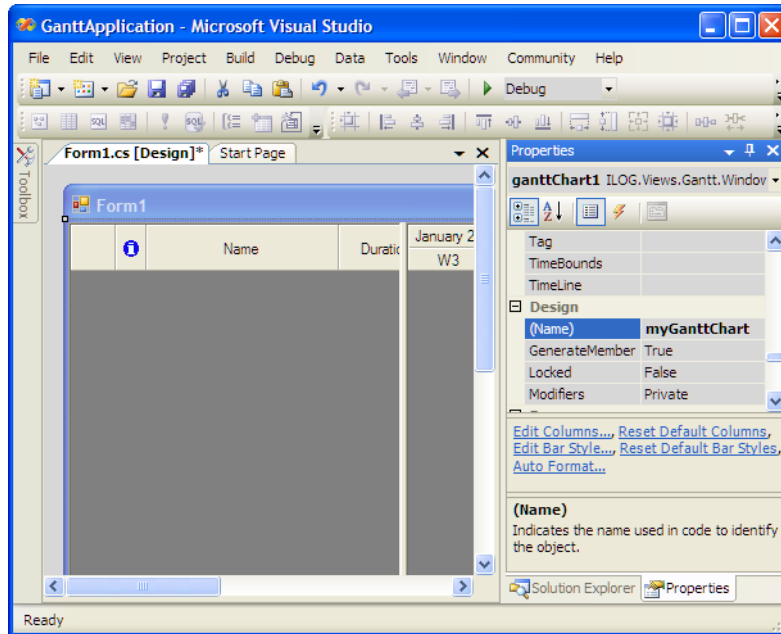 GanttApplication - Microsoft Visual Studio
File Edit View Project Build Debug Data Tools Window Community Help
Debug
Form1.cs [Design]* Start Page
Toolbox
Form1
Name Duratio January 2
W3
Properties
ganttChart1 ILOG.Views.Gantt.Window
Tag
TimeBounds
TimeLine
Design
(Name) myGanttChart
GenerateMember True
Locked False
Modifiers Private
Edit Columns..., Reset Default Columns,
Edit Bar Style..., Reset Default Bar Styles,
Auto Format...
(Name)
Indicates the name used in code to identify
the object.
Solution Explorer Properties
Ready